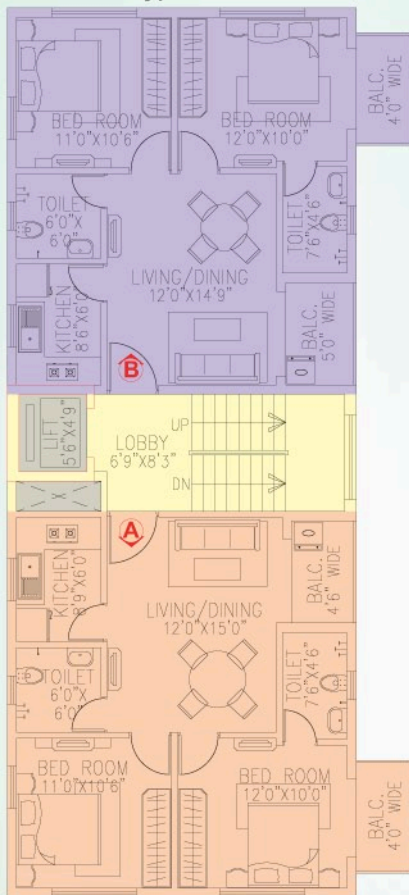 BED ROOM
11'0"X10'6"
BED ROOM
12'0"X10'0"
BALC.
4'0" WIDE
TOILET
6'0"X
6'0"
TOILET
7'6"X4'6"
LIVING/DINING
12'0"X14'9"
KITCHEN
8'6"X6'0
BALC.
5'0" WIDE
B
LIFT
5'6"X4'9"
LOBBY
6'9"X8'3"
UP
DN
A
KITCHEN
8'9"X6'0"
LIVING/DINING
12'0"X15'0"
BALC.
4'6" WIDE
TOILET
6'0"X
6'0"
TOILET
7'6"X4'6"
BED ROOM
11'0"X10'6"
BED ROOM
12'0"X10'0"
BALC.
4'0" WIDE